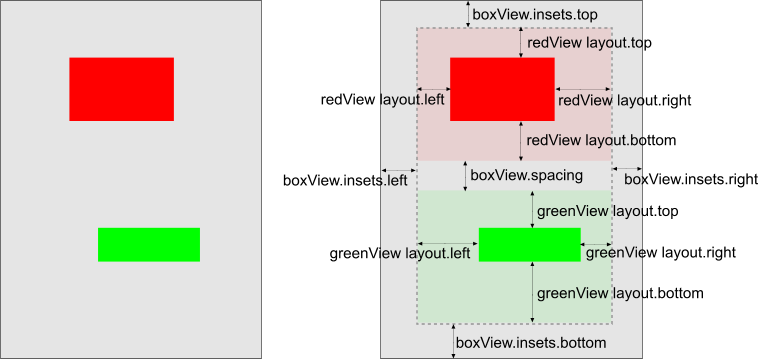 boxView.insets.top
redView layout.top
redView layout.left
redView layout.right
redView layout.bottom
boxView.insets.left
boxView.spacing
boxView.insets.right
greenView layout.top
greenView layout.left
greenView layout.right
greenView layout.bottom
boxView.insets.bottom